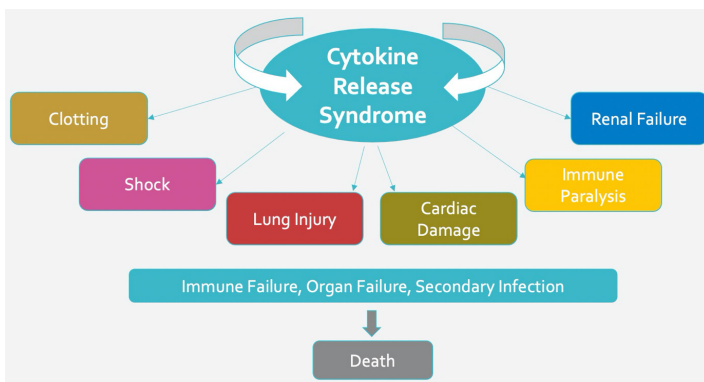 Cytokine
Release
Syndrome
Clotting
Renal Failure
Shock
Immune
Paralysis
Lung Injury
Cardiac
Damage
Immune Failure, Organ Failure, Secondary Infection
Death